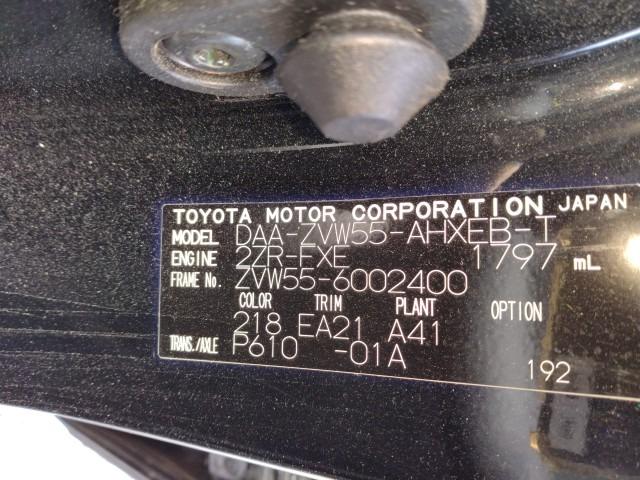 TOYOTA MOTOR CORPORATION JAPAN
MODEL DAA-ZVW55-AHXEB-T
ENGINE 2ZR-FXE 1797 mL
FRAME No. ZVW55-6002400
COLOR TRIM PLANT OPTION
218 EA21 A41
TRANS./AXLE P610 -01A
192